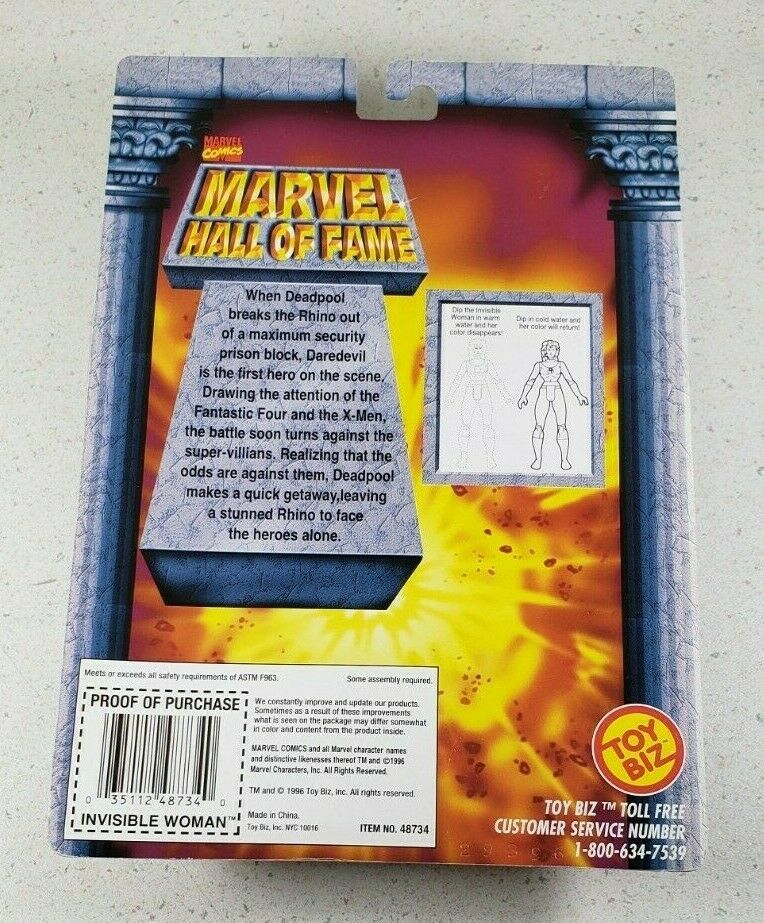 MARVEL
COMICS
MARVEL
HALL OF FAME
When Deadpool
breaks the Rhino out
of a maximum security
prison block, Daredevil
is the first hero on the scene.
Drawing the attention of the
Fantastic Four and the X-Men,
the battle soon turns against the
super-villians. Realizing that the
odds are against them, Deadpool
makes a quick getaway,leaving
a stunned Rhino to face
the heroes alone.
Dip the Invisible
Woman in warm
water and her
color disappears!
Dip in cold water and
her color will return!
Meets or exceeds all safety requirements of ASTM F963.
Some assembly required.
PROOF OF PURCHASE
0 35112 48734 0
INVISIBLE WOMAN™
We constantly improve and update our products.
Sometimes as a result of these improvements
what is seen on the package may differ somewhat
in color and content from the product inside.
MARVEL COMICS and all Marvel character names
and distinctive likenesses thereof TM and ©1996
Marvel Characters, Inc. All Rights Reserved.
TM and © 1996 Toy Biz, Inc. All rights reserved.
Made in China.
Toy Biz, Inc. NYC 10016
ITEM NO. 48734
TOY
BIZ
TOY BIZ ™ TOLL FREE
CUSTOMER SERVICE NUMBER
1-800-634-7539